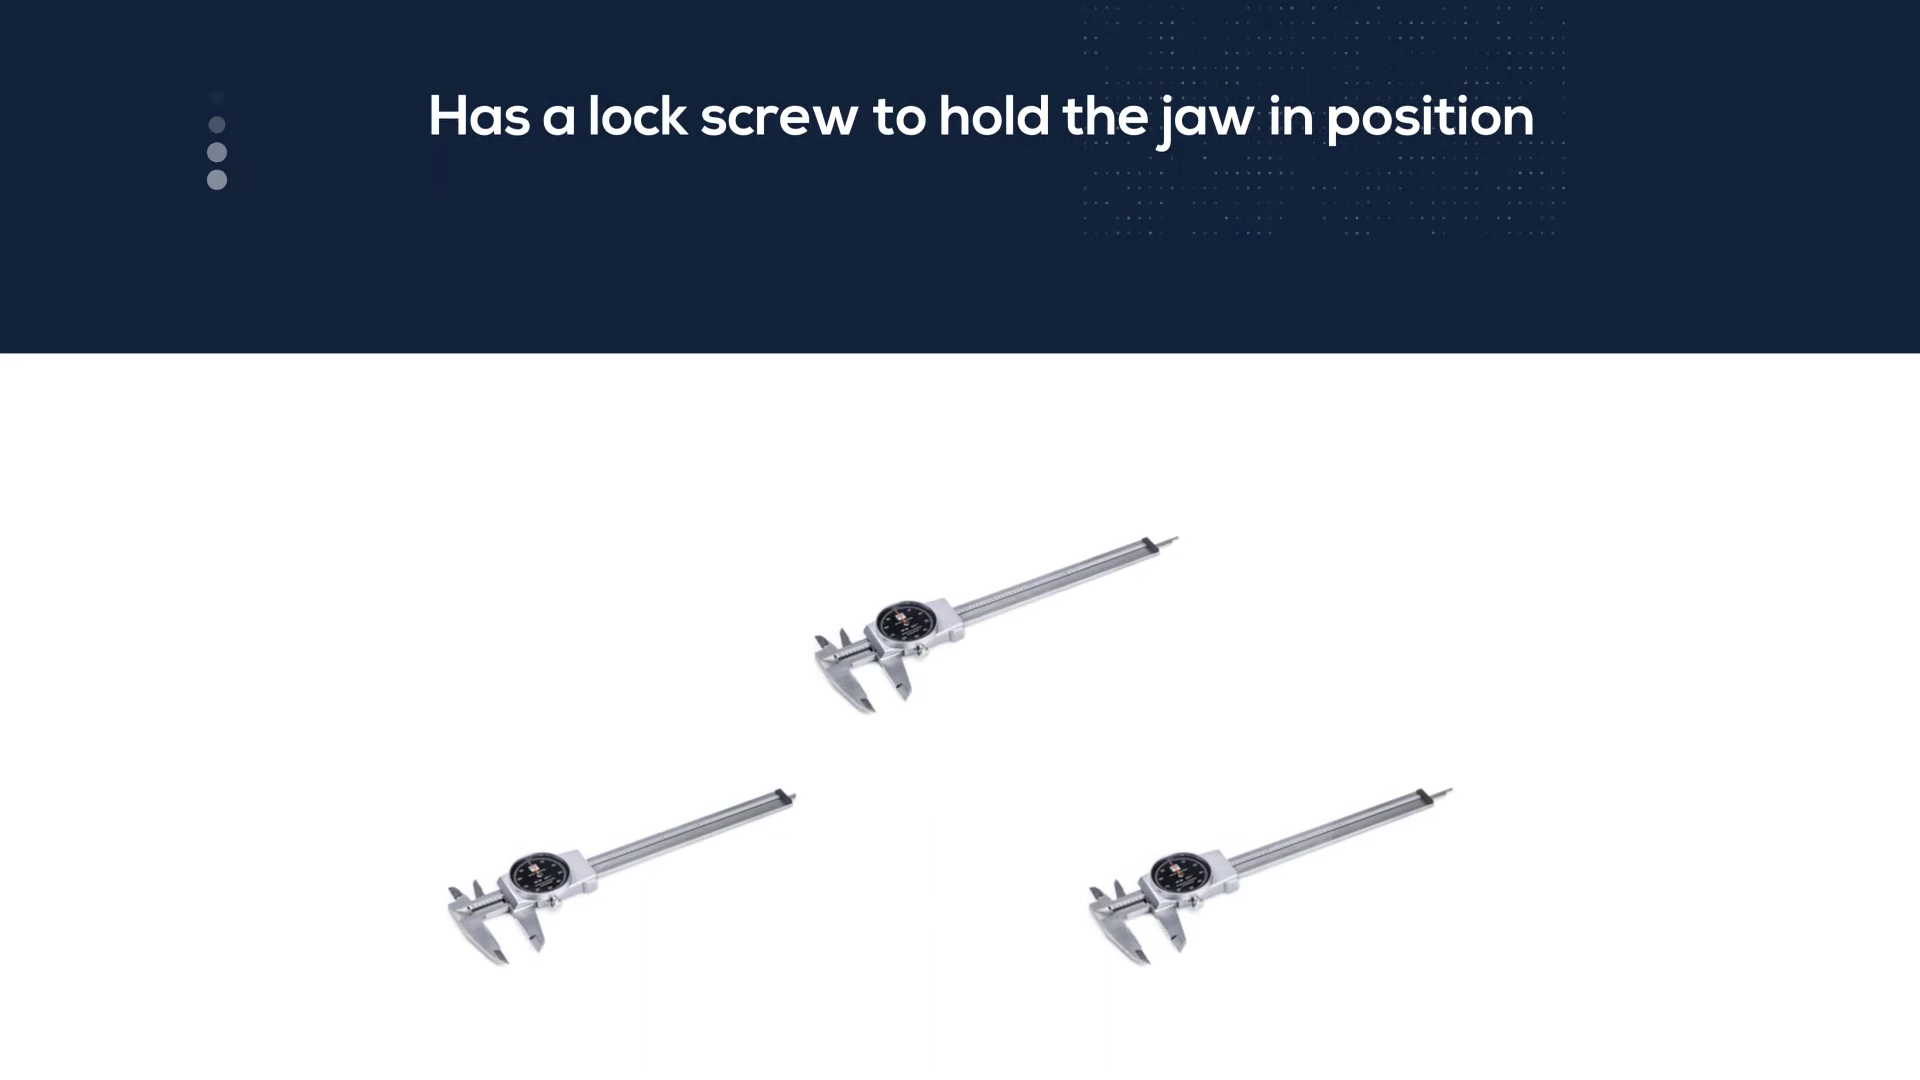 Has a lock screw to hold the jaw in position